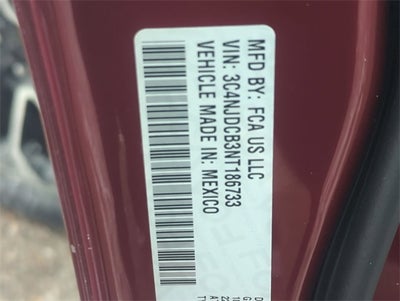 MFD BY: FCA US LLC
VIN: 3C4NJDCB3NT186733
VEHICLE MADE IN: MEXICO